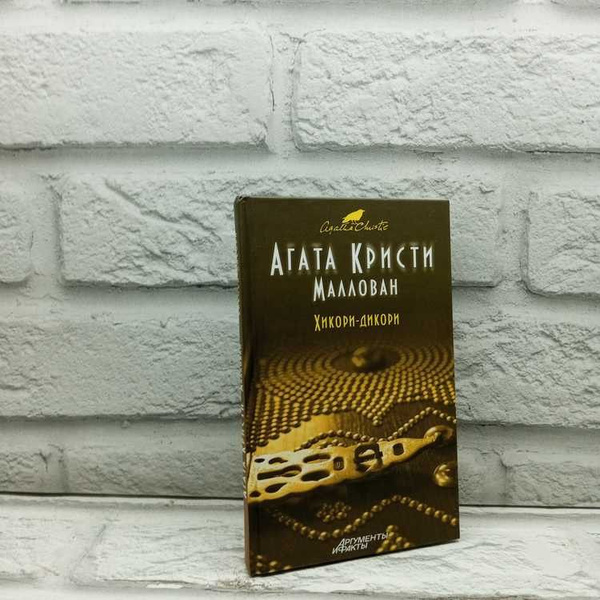 Agatha Christie
АГАТА КРИСТИ
МАЛЛОВАН
ХИКОРИ-ДИКОРИ
АРГУМЕНТЫ
И ФАКТЫ